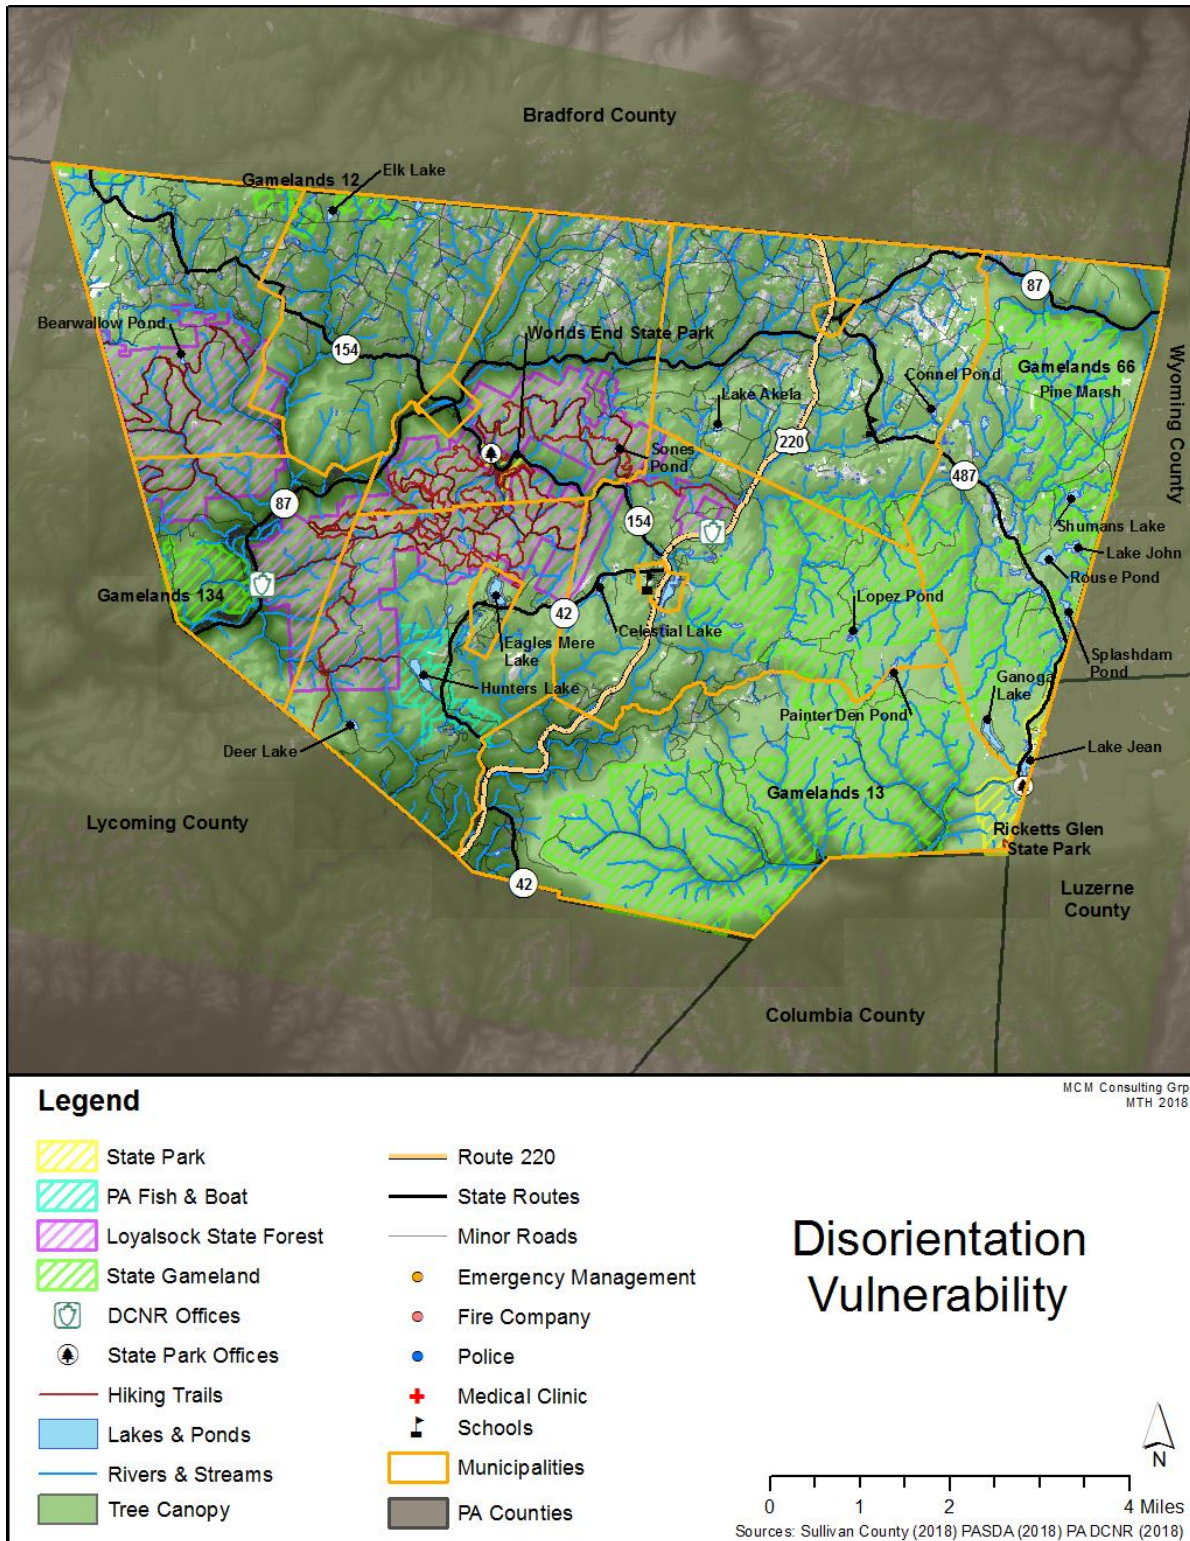 Bradford County
Elk Lake
Gamelands 12
87
Bearwallow Pond
Worlds End State Park
154
Wyoming County
Gamelands 66
Connel Pond
Pine Marsh
Lake Akela
220
Sones
Pond
487
87
Shumans Lake
154
Lake John
Rouse Pond
Gamelands 134
Lopez Pond
42
Celestial Lake
Eagles Mere
Lake
Splashdam
Pond
Ganoga
Lake
Hunters Lake
Painter Den Pond
Deer Lake
Lake Jean
Gamelands 13
Lycoming County
Ricketts Glen
State Park
42
Luzerne
County
Columbia County
MCM Consulting Grp
MTH 2018
Legend
State Park
PA Fish & Boat
Loyalsock State Forest
State Gameland
DCNR Offices
State Park Offices
Hiking Trails
Lakes & Ponds
Rivers & Streams
Tree Canopy
Route 220
State Routes
Minor Roads
Emergency Management
Fire Company
Police
Medical Clinic
Schools
Municipalities
PA Counties
Disorientation
Vulnerability
N
0 1 2 4 Miles
Sources: Sullivan County (2018) PASDA (2018) PA DCNR (2018)